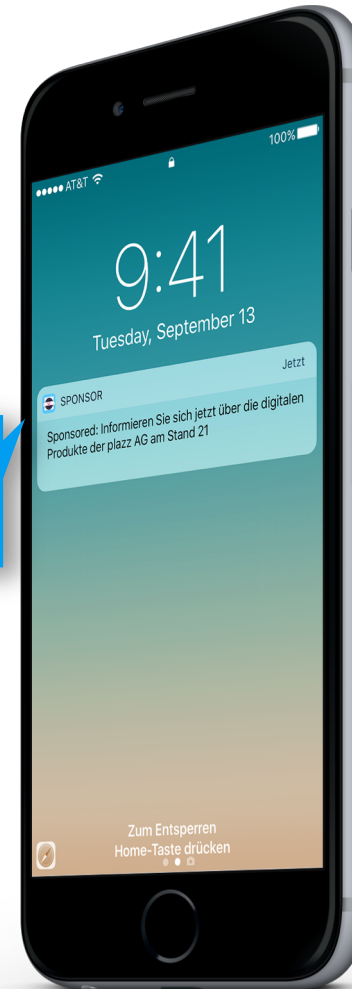 AT&T
100%
9:41
Tuesday, September 13
SPONSOR
Jetzt
Sponsored: Informieren Sie sich jetzt über die digitalen
Produkte der plazz AG am Stand 21
Zum Entsperren
Home-Taste drücken